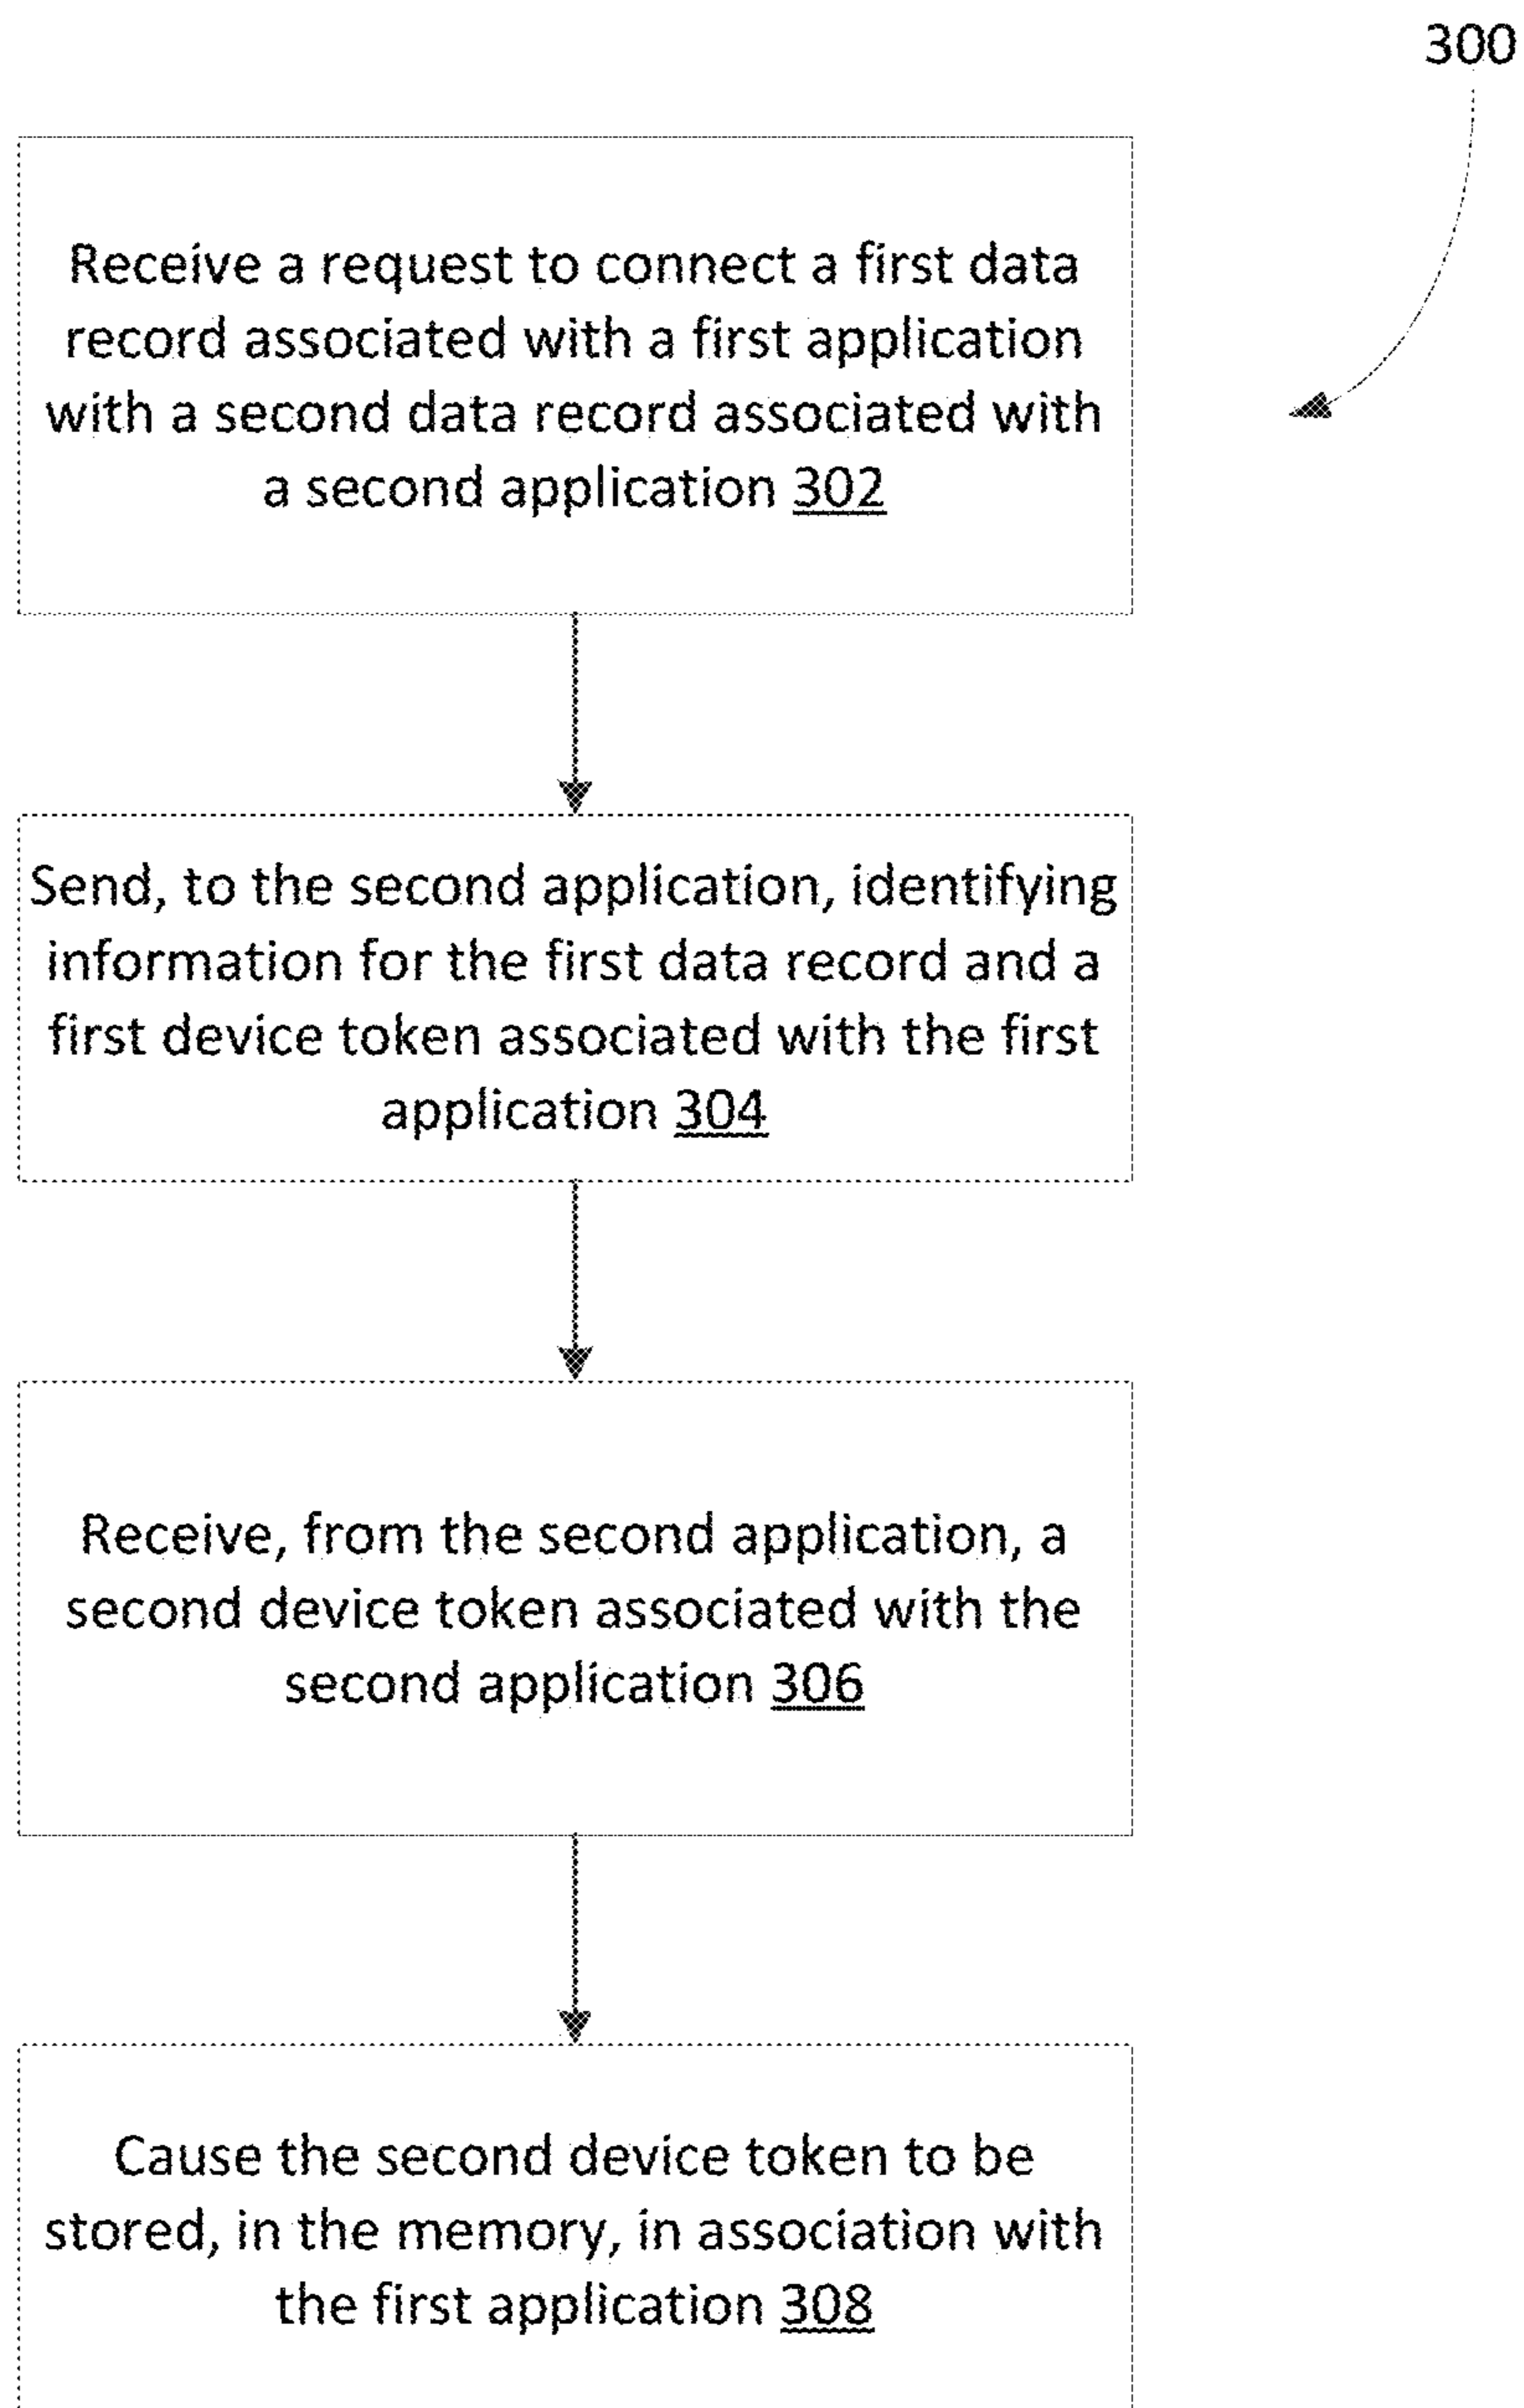 300
Receive a request to connect a first data
record associated with a first application
with a second data record associated with
a second application 302
Send, to the second application, identifying
information for the first data record and a
first device token associated with the first
application 304
Receive, from the second application, a
second device token associated with the
second application 306
Cause the second device token to be
stored, in the memory, in association with
the first application 308